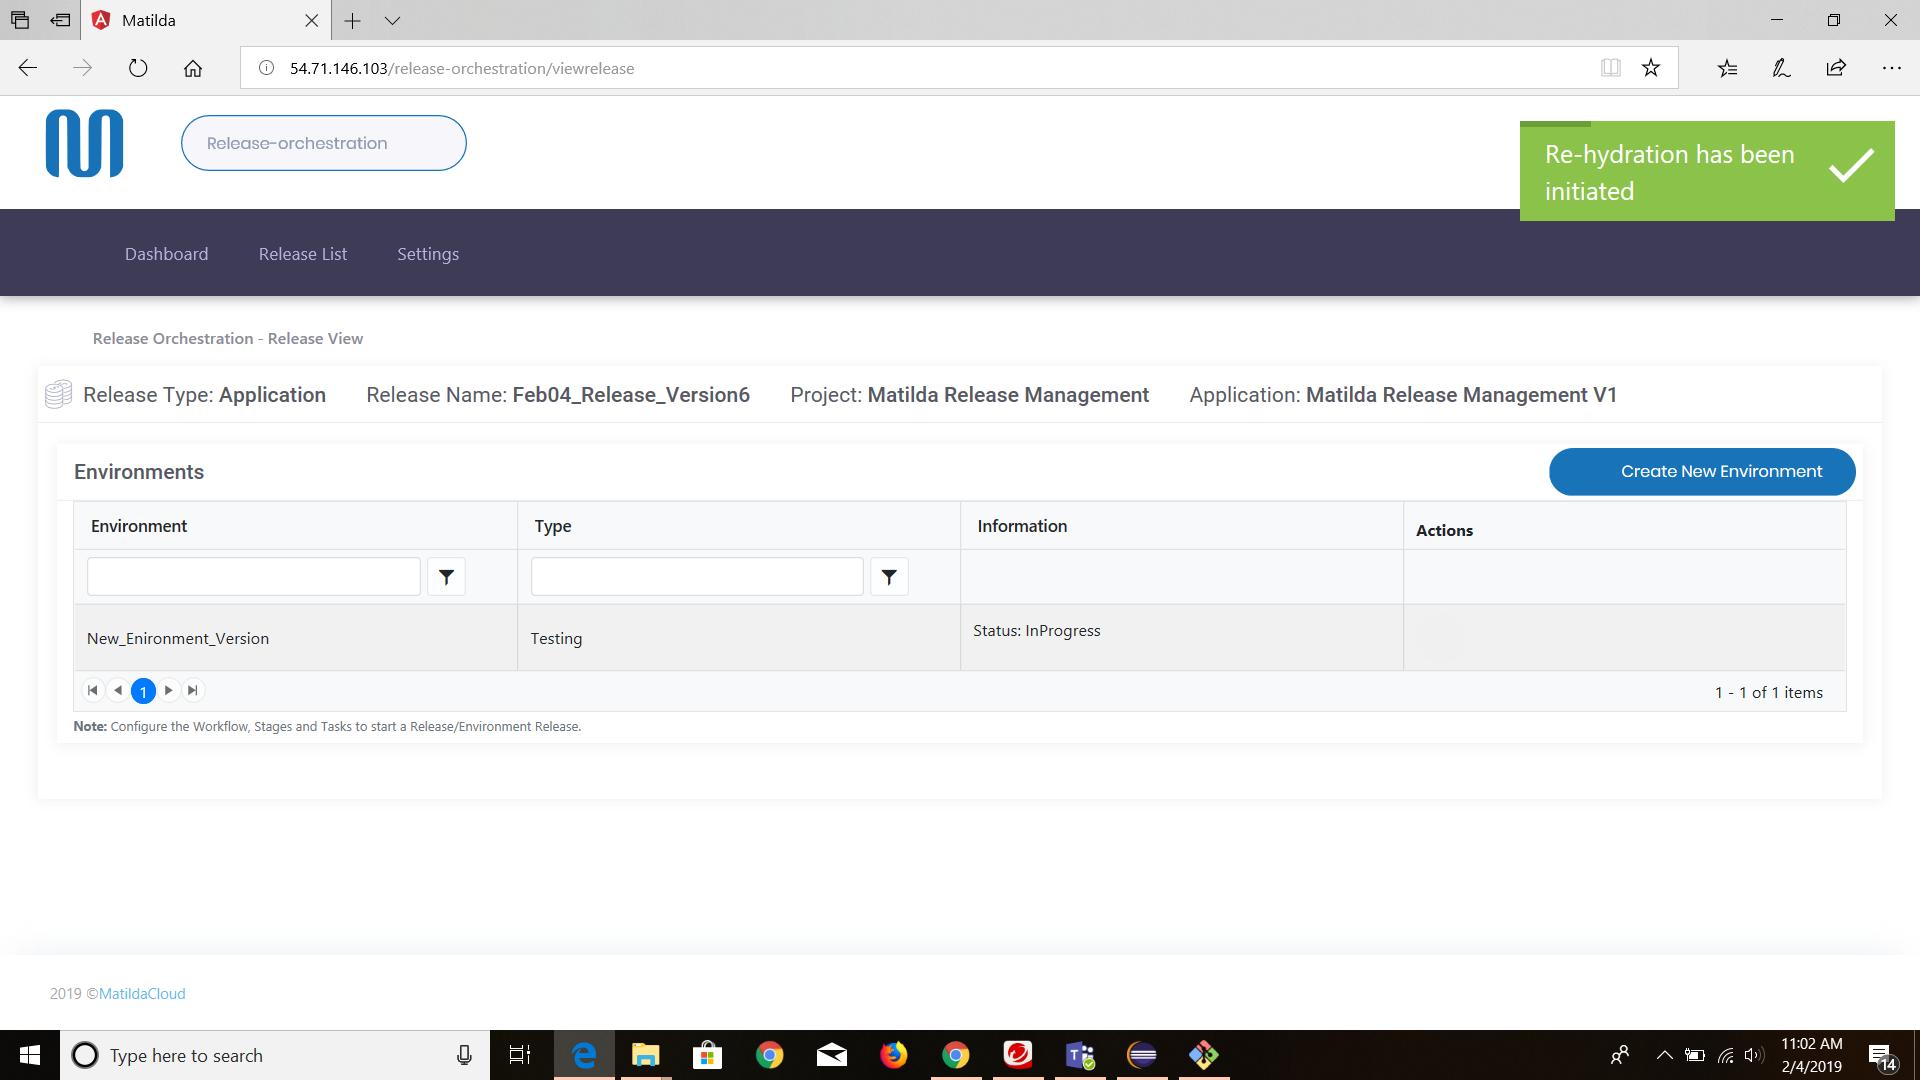 Matilda
54.71.146.103/release-orchestration/viewrelease
Release-orchestration
Re-hydration has been
initiated
Dashboard Release List Settings
Release Orchestration - Release View
Release Type: Application Release Name: Feb04_Release_Version6 Project: Matilda Release Management Application: Matilda Release Management V1
Environments
Create New Environment
Environment Type Information Actions
New_Enironment_Version Testing Status: InProgress
1
1 - 1 of 1 items
Note: Configure the Workflow, Stages and Tasks to start a Release/Environment Release.
2019 ©MatildaCloud
Type here to search
11:02 AM
2/4/2019
14